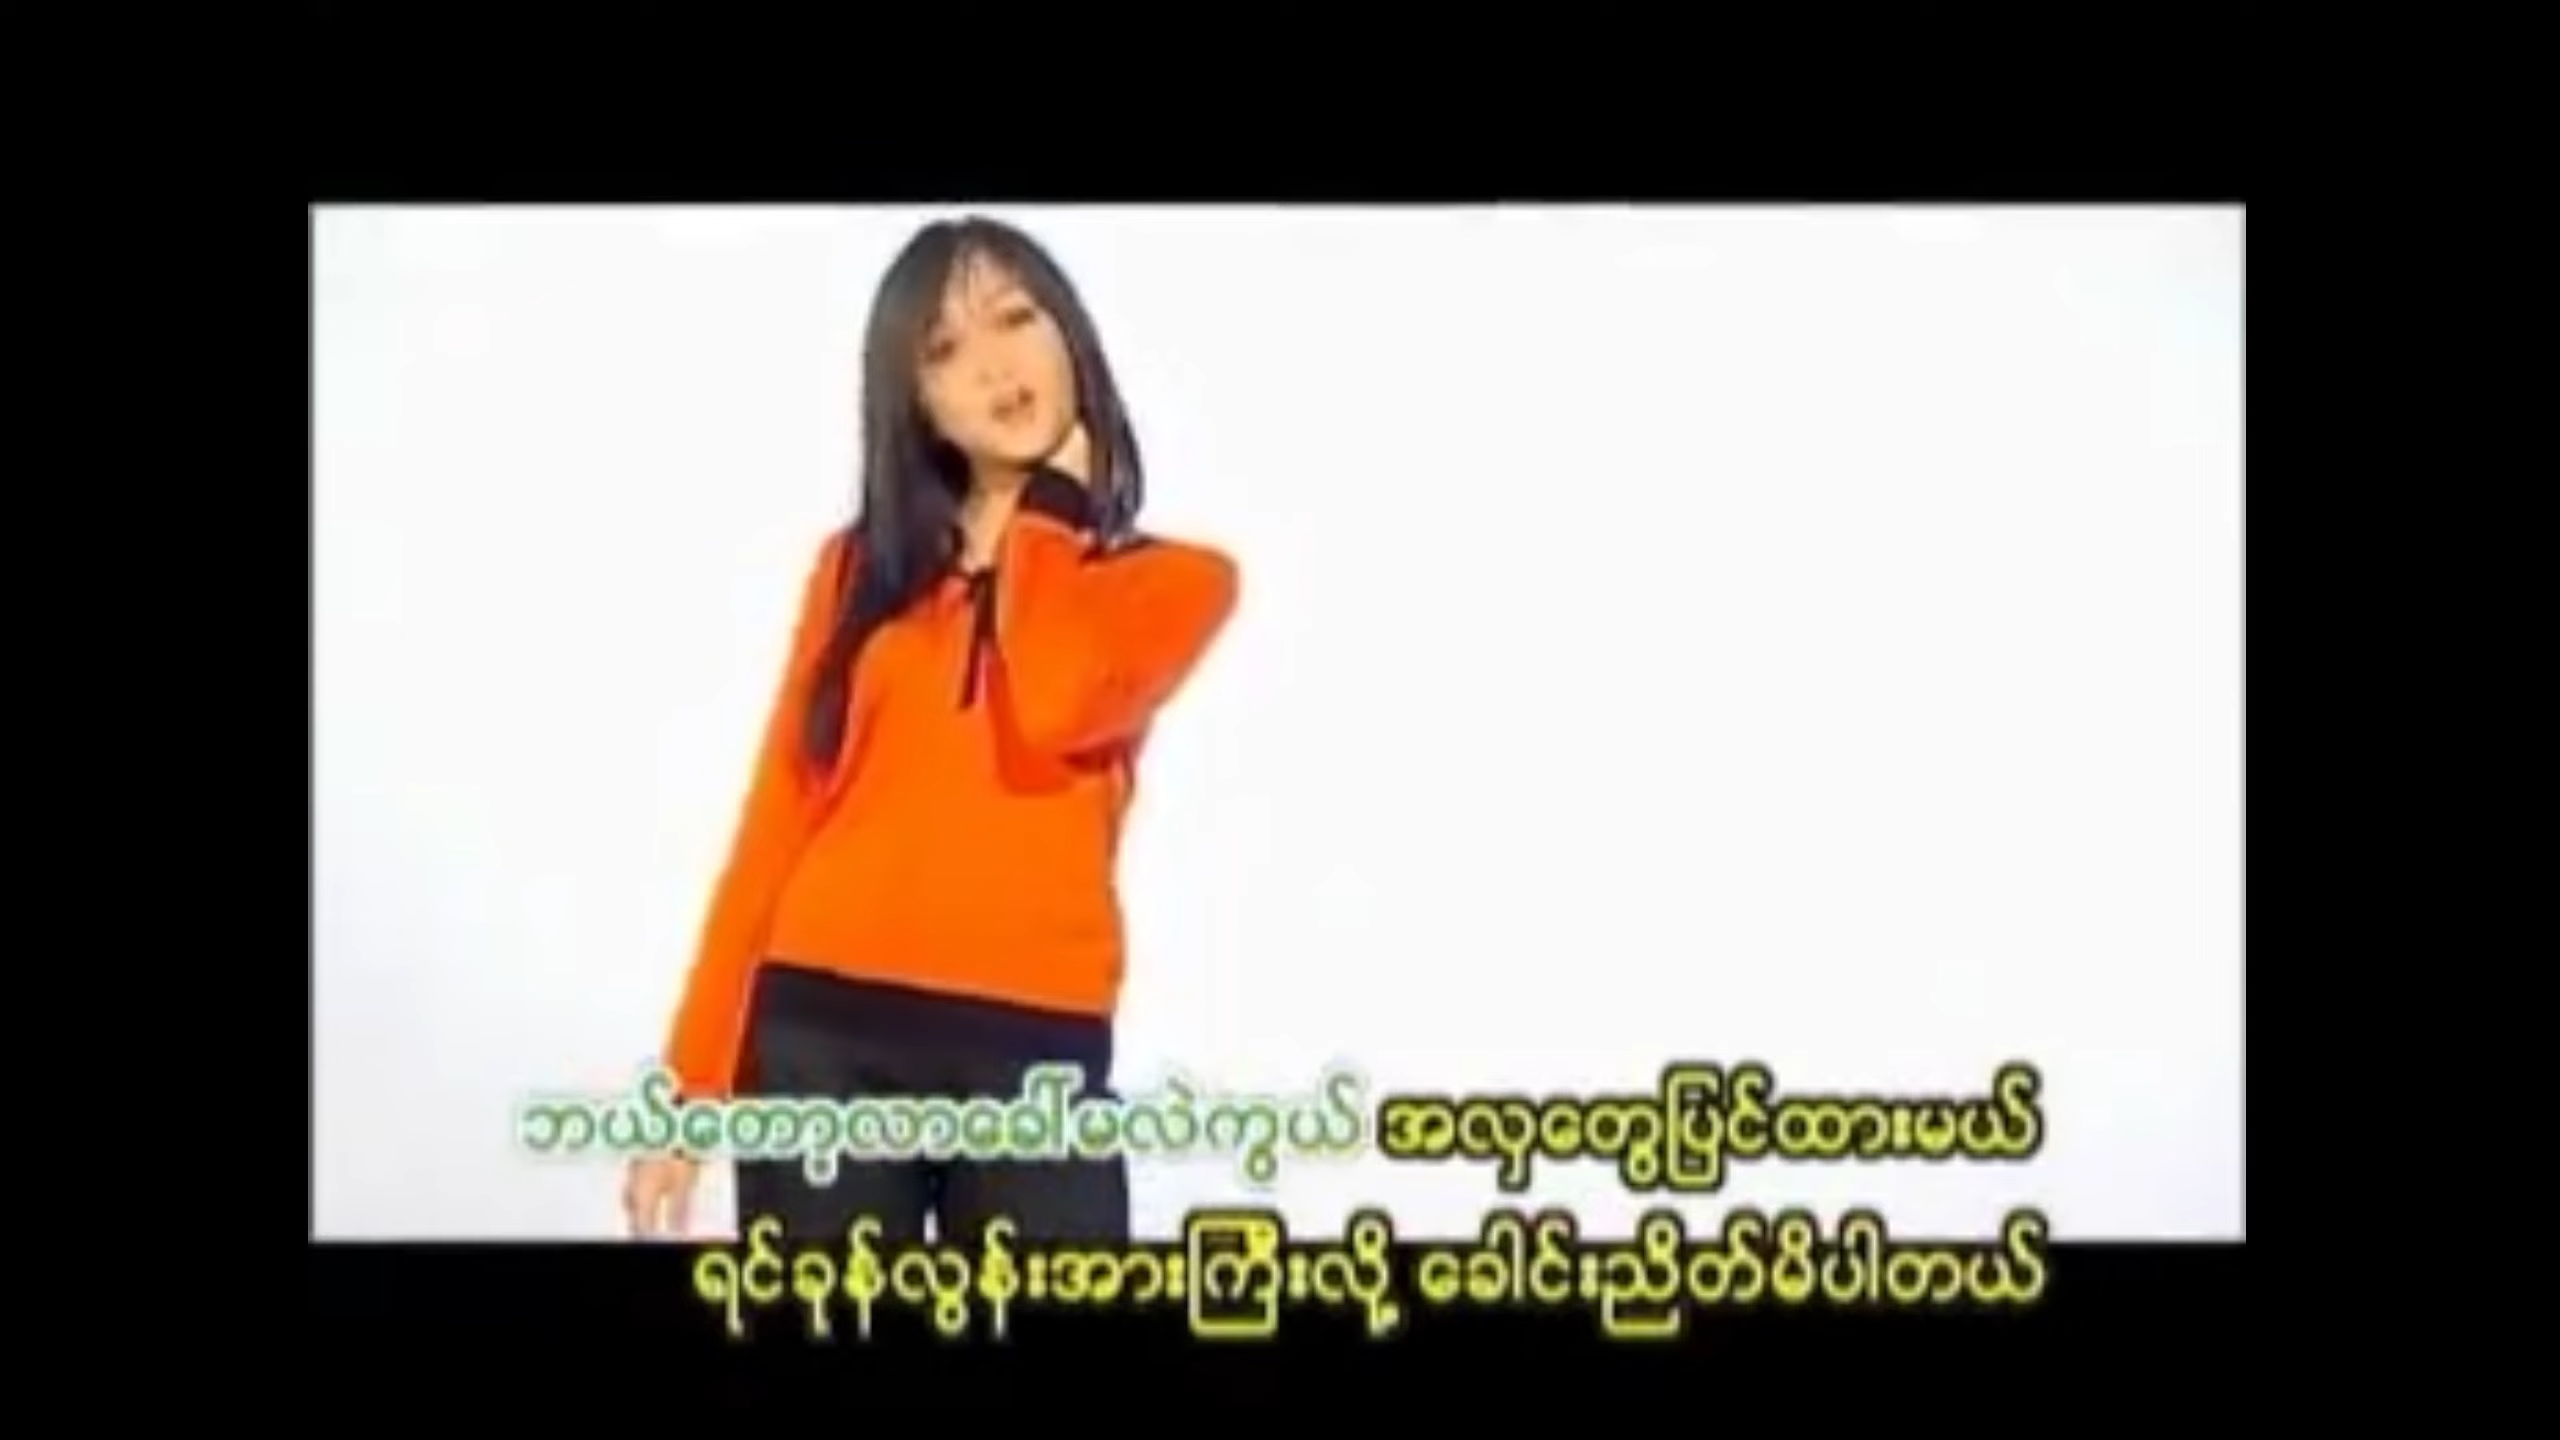 ဘယ်တော့လာခေါ်မလဲကွယ် အလှတွေပြင်ထားမယ်
ရင်ခုန်လွန်းအားကြီးလို့ ခေါင်းညိတ်မိပါတယ်